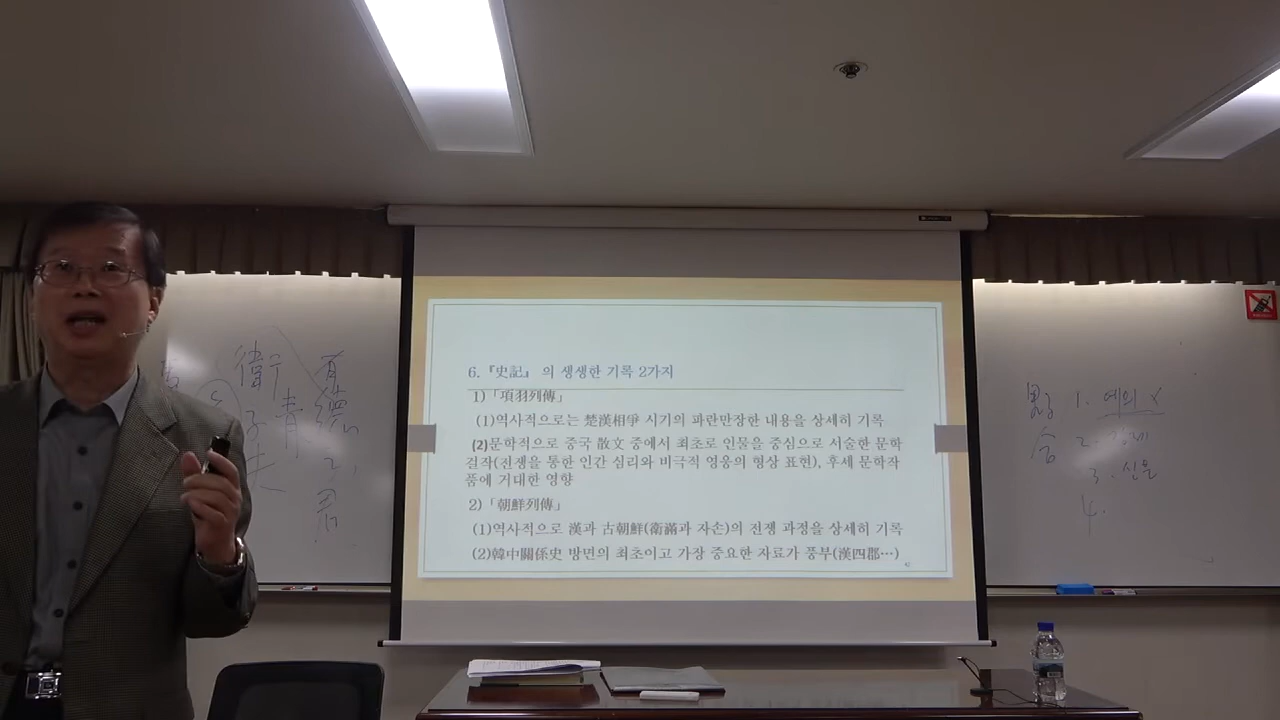 6.『史記』 의 생생한 기록 2가지
1)「項羽列傳」
(1)역사적으로는 楚漢相爭 시기의 파란만장한 내용을 상세히 기록
(2)문학적으로 중국 散文 중에서 최초로 인물을 중심으로 서술한 문학
걸작(전쟁을 통한 인간 심리와 비극적 영웅의 형상 표현), 후세 문학작
품에 거대한 영향
2)「朝鮮列傳」
(1)역사적으로 漢과 古朝鮮(衛滿과 자손)의 전쟁 과정을 상세히 기록
(2)韓中關係史 방면의 최초이고 가장 중요한 자료가 풍부(漢四郡…)
衛子夫
靑
有德
1. 예외 X
2.
3. 신물
4.